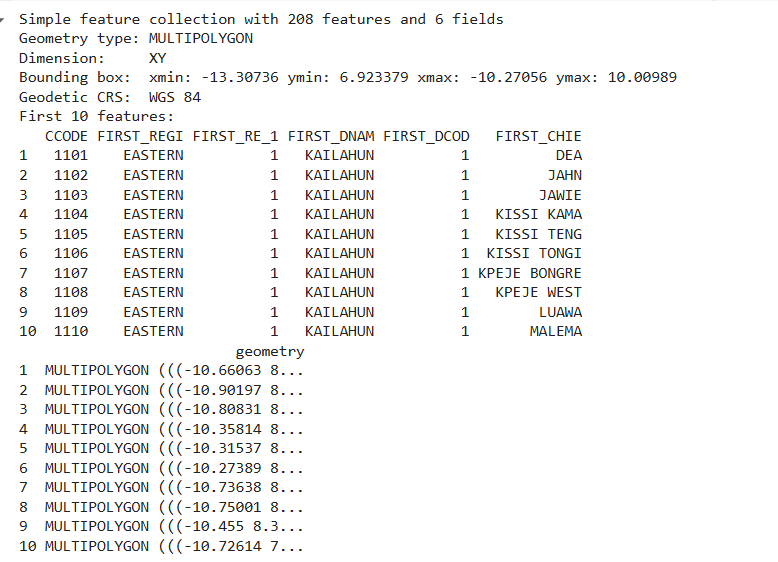 Simple feature collection with 208 features and 6 fields
Geometry type: MULTIPOLYGON
Dimension:     XY
Bounding box:  xmin: -13.30736 ymin: 6.923379 xmax: -10.27056 ymax: 10.00989
Geodetic CRS:  WGS 84
First 10 features:
   CCODE FIRST_REGI FIRST_RE_1 FIRST_DNAM FIRST_DCOD   FIRST_CHIE
1   1101    EASTERN          1   KAILAHUN          1          DEA
2   1102    EASTERN          1   KAILAHUN          1         JAHN
3   1103    EASTERN          1   KAILAHUN          1        JAWIE
4   1104    EASTERN          1   KAILAHUN          1   KISSI KAMA
5   1105    EASTERN          1   KAILAHUN          1   KISSI TENG
6   1106    EASTERN          1   KAILAHUN          1  KISSI TONGI
7   1107    EASTERN          1   KAILAHUN          1 KPEJE BONGRE
8   1108    EASTERN          1   KAILAHUN          1   KPEJE WEST
9   1109    EASTERN          1   KAILAHUN          1        LUAWA
10  1110    EASTERN          1   KAILAHUN          1       MALEMA
                         geometry
1  MULTIPOLYGON (((-10.66063 8...
2  MULTIPOLYGON (((-10.90197 8...
3  MULTIPOLYGON (((-10.80831 8...
4  MULTIPOLYGON (((-10.35814 8...
5  MULTIPOLYGON (((-10.31537 8...
6  MULTIPOLYGON (((-10.27389 8...
7  MULTIPOLYGON (((-10.73638 8...
8  MULTIPOLYGON (((-10.75001 8...
9  MULTIPOLYGON (((-10.455 8.3...
10 MULTIPOLYGON (((-10.72614 7...